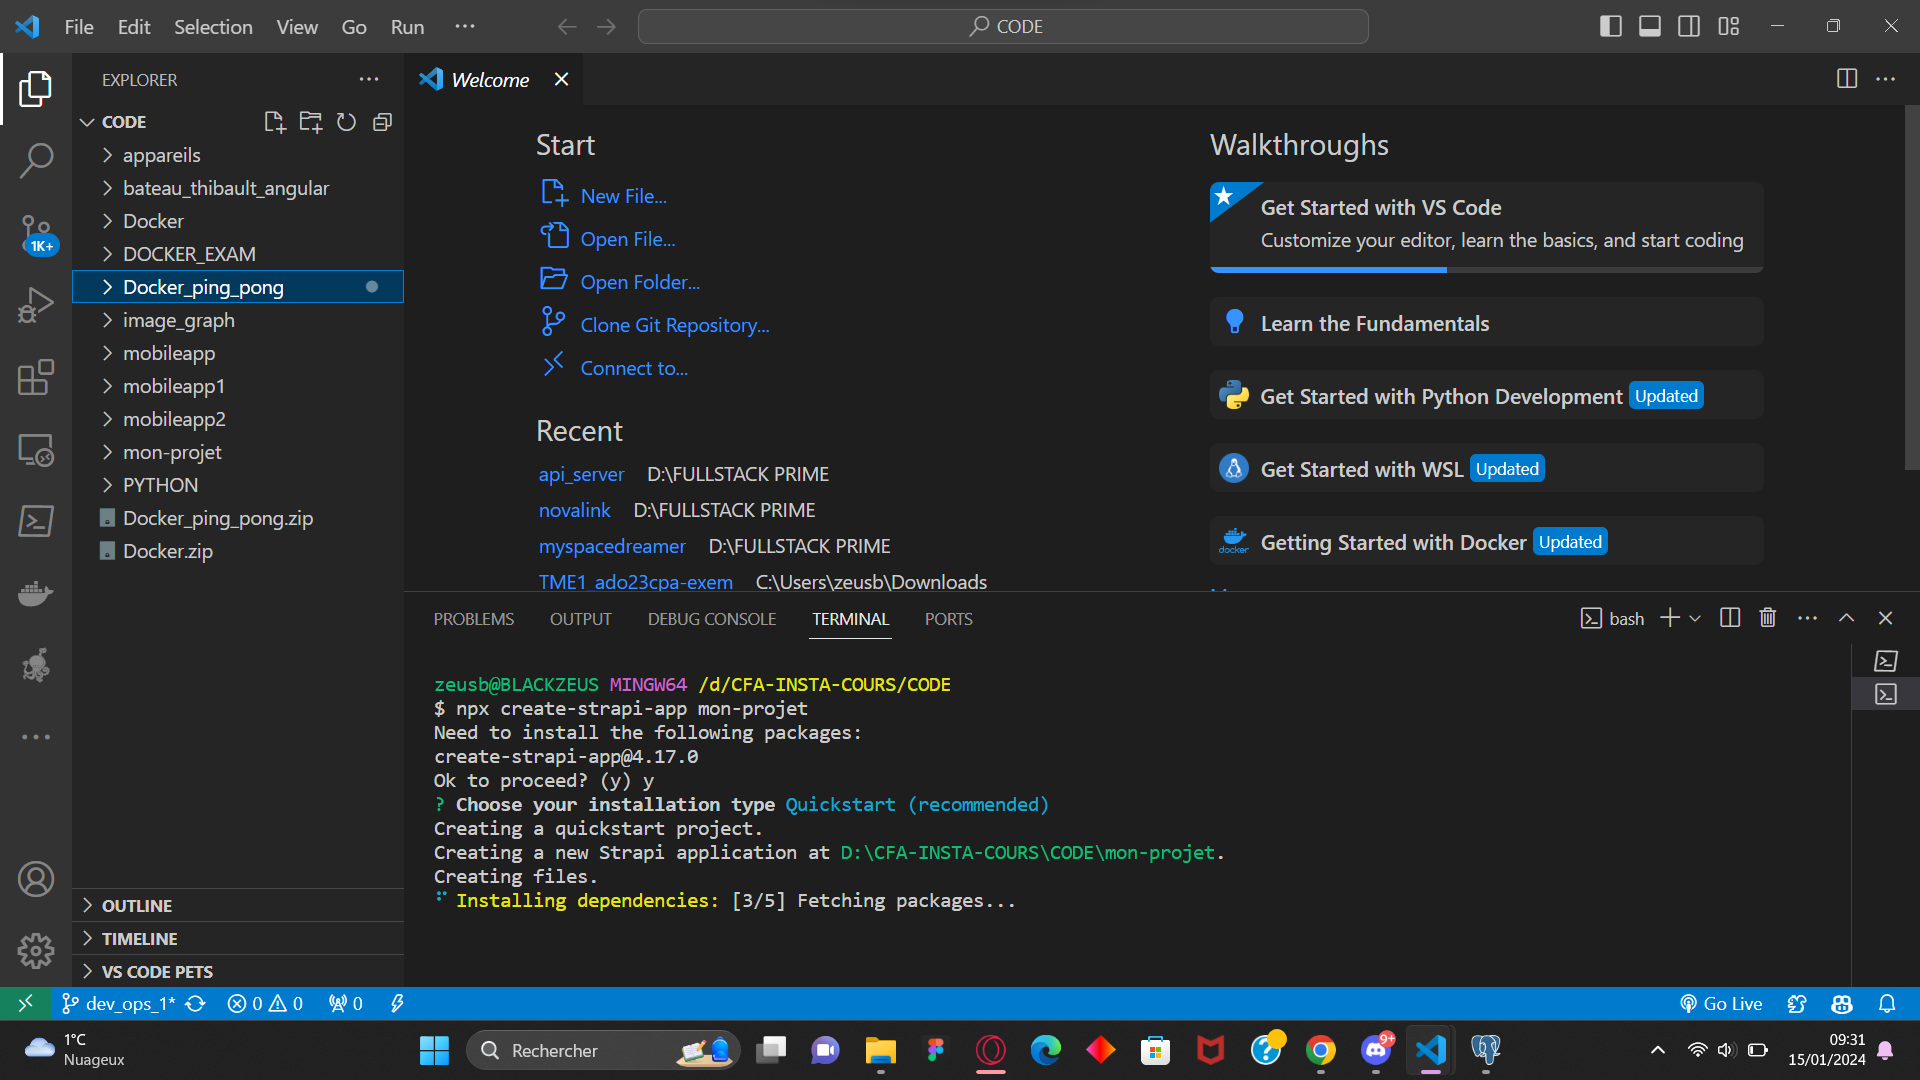 File Edit Selection View Go Run ···
CODE
EXPLORER
CODE
appareils
bateau_thibault_angular
Docker
DOCKER_EXAM
Docker_ping_pong
image_graph
mobileapp
mobileapp1
mobileapp2
mon-projet
PYTHON
Docker_ping_pong.zip
Docker.zip
OUTLINE
TIMELINE
VS CODE PETS
1K+
Welcome
Start
New File...
Open File...
Open Folder...
Clone Git Repository...
Connect to...
Recent
api_server D:\FULLSTACK PRIME
novalink D:\FULLSTACK PRIME
myspacedreamer D:\FULLSTACK PRIME
TME1_ado23cpa-exem C:\Users\zeusb\Downloads
Walkthroughs
Get Started with VS Code
Customize your editor, learn the basics, and start coding
Learn the Fundamentals
Get Started with Python Development Updated
Get Started with WSL Updated
docker
Getting Started with Docker Updated
PROBLEMS OUTPUT DEBUG CONSOLE TERMINAL PORTS
bash
zeusb@BLACKZEUS MINGW64 /d/CFA-INSTA-COURS/CODE
$ npx create-strapi-app mon-projet
Need to install the following packages:
create-strapi-app@4.17.0
Ok to proceed? (y) y
? Choose your installation type Quickstart (recommended)
Creating a quickstart project.
Creating a new Strapi application at D:\CFA-INSTA-COURS\CODE\mon-projet.
Creating files.
Installing dependencies: [3/5] Fetching packages...
dev_ops_1* 0 0 0
Go Live
1°C
Nuageux
Rechercher
9+
09:31
15/01/2024